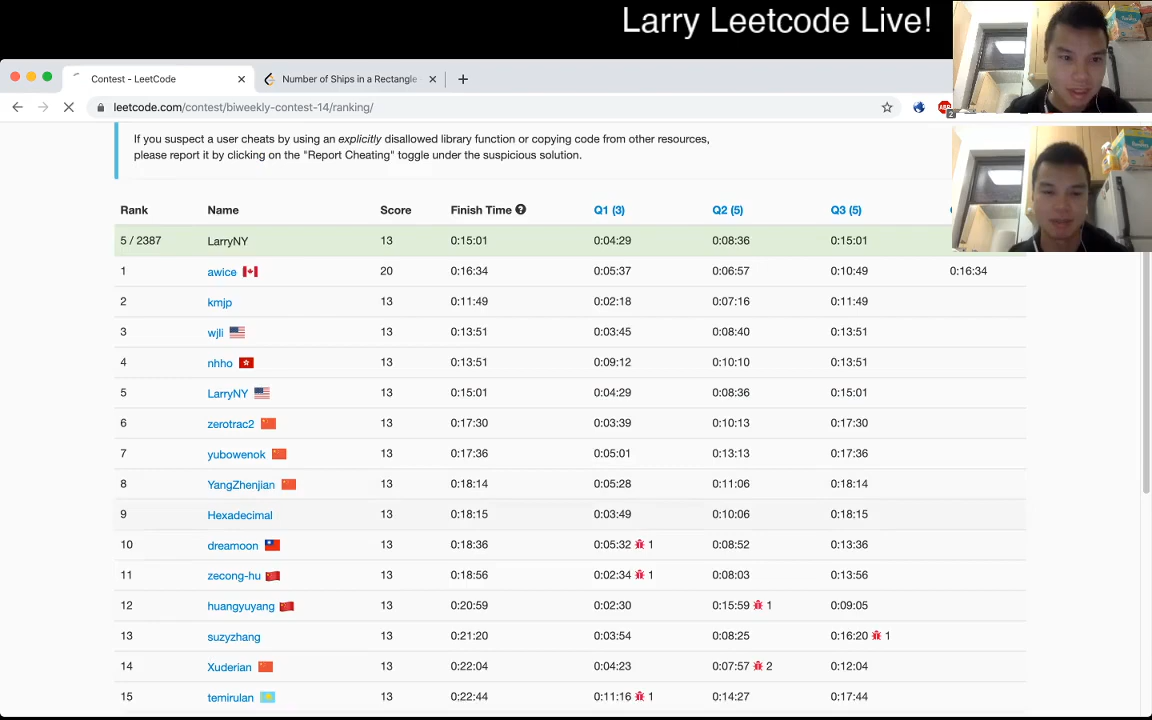 Larry Leetcode Live!
Contest - LeetCode
Number of Ships in a Rectangle
leetcode.com/contest/biweekly-contest-14/ranking/
2
If you suspect a user cheats by using an explicitly disallowed library function or copying code from other resources,
please report it by clicking on the "Report Cheating" toggle under the suspicious solution.
Rank Name Score Finish Time Q1 (3) Q2 (5) Q3 (5)
5 / 2387 LarryNY 13 0:15:01 0:04:29 0:08:36 0:15:01
1 awice 20 0:16:34 0:05:37 0:06:57 0:10:49 0:16:34
2 kmjp 13 0:11:49 0:02:18 0:07:16 0:11:49
3 wjli 13 0:13:51 0:03:45 0:08:40 0:13:51
4 nhho 13 0:13:51 0:09:12 0:10:10 0:13:51
5 LarryNY 13 0:15:01 0:04:29 0:08:36 0:15:01
6 zerotrac2 13 0:17:30 0:03:39 0:10:13 0:17:30
7 yubowenok 13 0:17:36 0:05:01 0:13:13 0:17:36
8 YangZhenjian 13 0:18:14 0:05:28 0:11:06 0:18:14
9 Hexadecimal 13 0:18:15 0:03:49 0:10:06 0:18:15
10 dreamoon 13 0:18:36 0:05:32 1 0:08:52 0:13:36
11 zecong-hu 13 0:18:56 0:02:34 1 0:08:03 0:13:56
12 huangyuyang 13 0:20:59 0:02:30 0:15:59 1 0:09:05
13 suzyzhang 13 0:21:20 0:03:54 0:08:25 0:16:20 1
14 Xuderian 13 0:22:04 0:04:23 0:07:57 2 0:12:04
15 temirulan 13 0:22:44 0:11:16 1 0:14:27 0:17:44